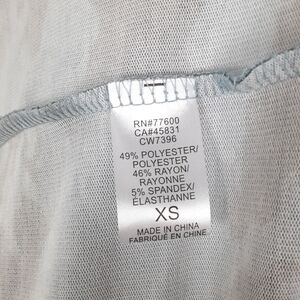 RN#77600
CA#45831
CW7396
49% POLYESTER/
POLYESTER
46% RAYON/
RAYONNE
5% SPANDEX/
ÉLASTHANNE
XS
MADE IN CHINA
FABRIQUÉ EN CHINE